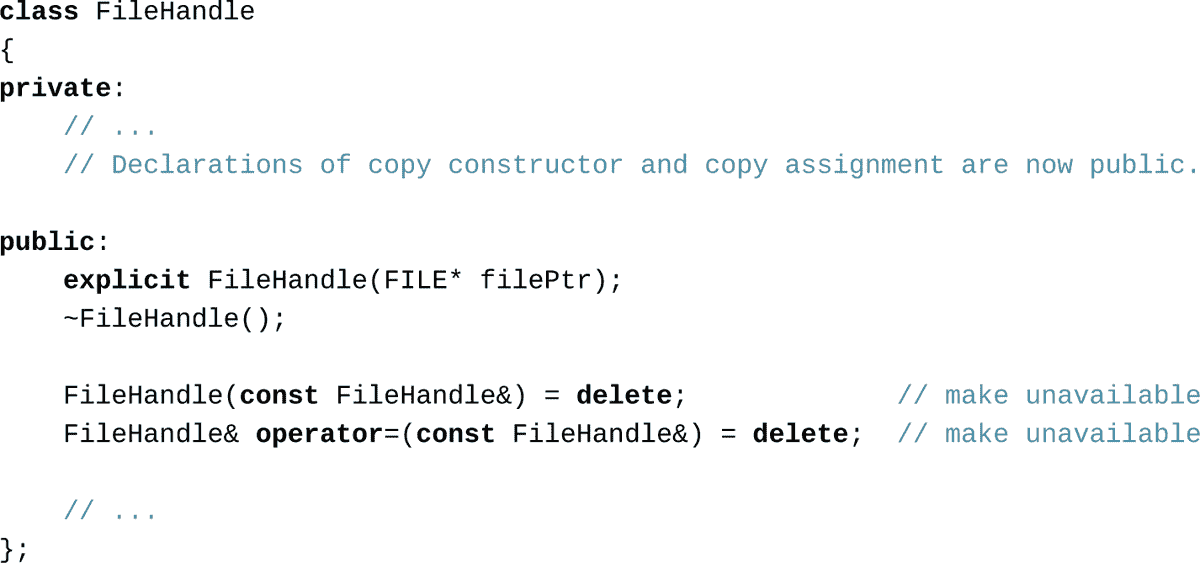 class FileHandle
{
private:
    // ...
    // Declarations of copy constructor and copy assignment are now public.

public:
    explicit FileHandle(FILE* filePtr);
    ~FileHandle();

    FileHandle(const FileHandle&) = delete;             // make unavailable
    FileHandle& operator=(const FileHandle&) = delete;  // make unavailable

    // ...
};